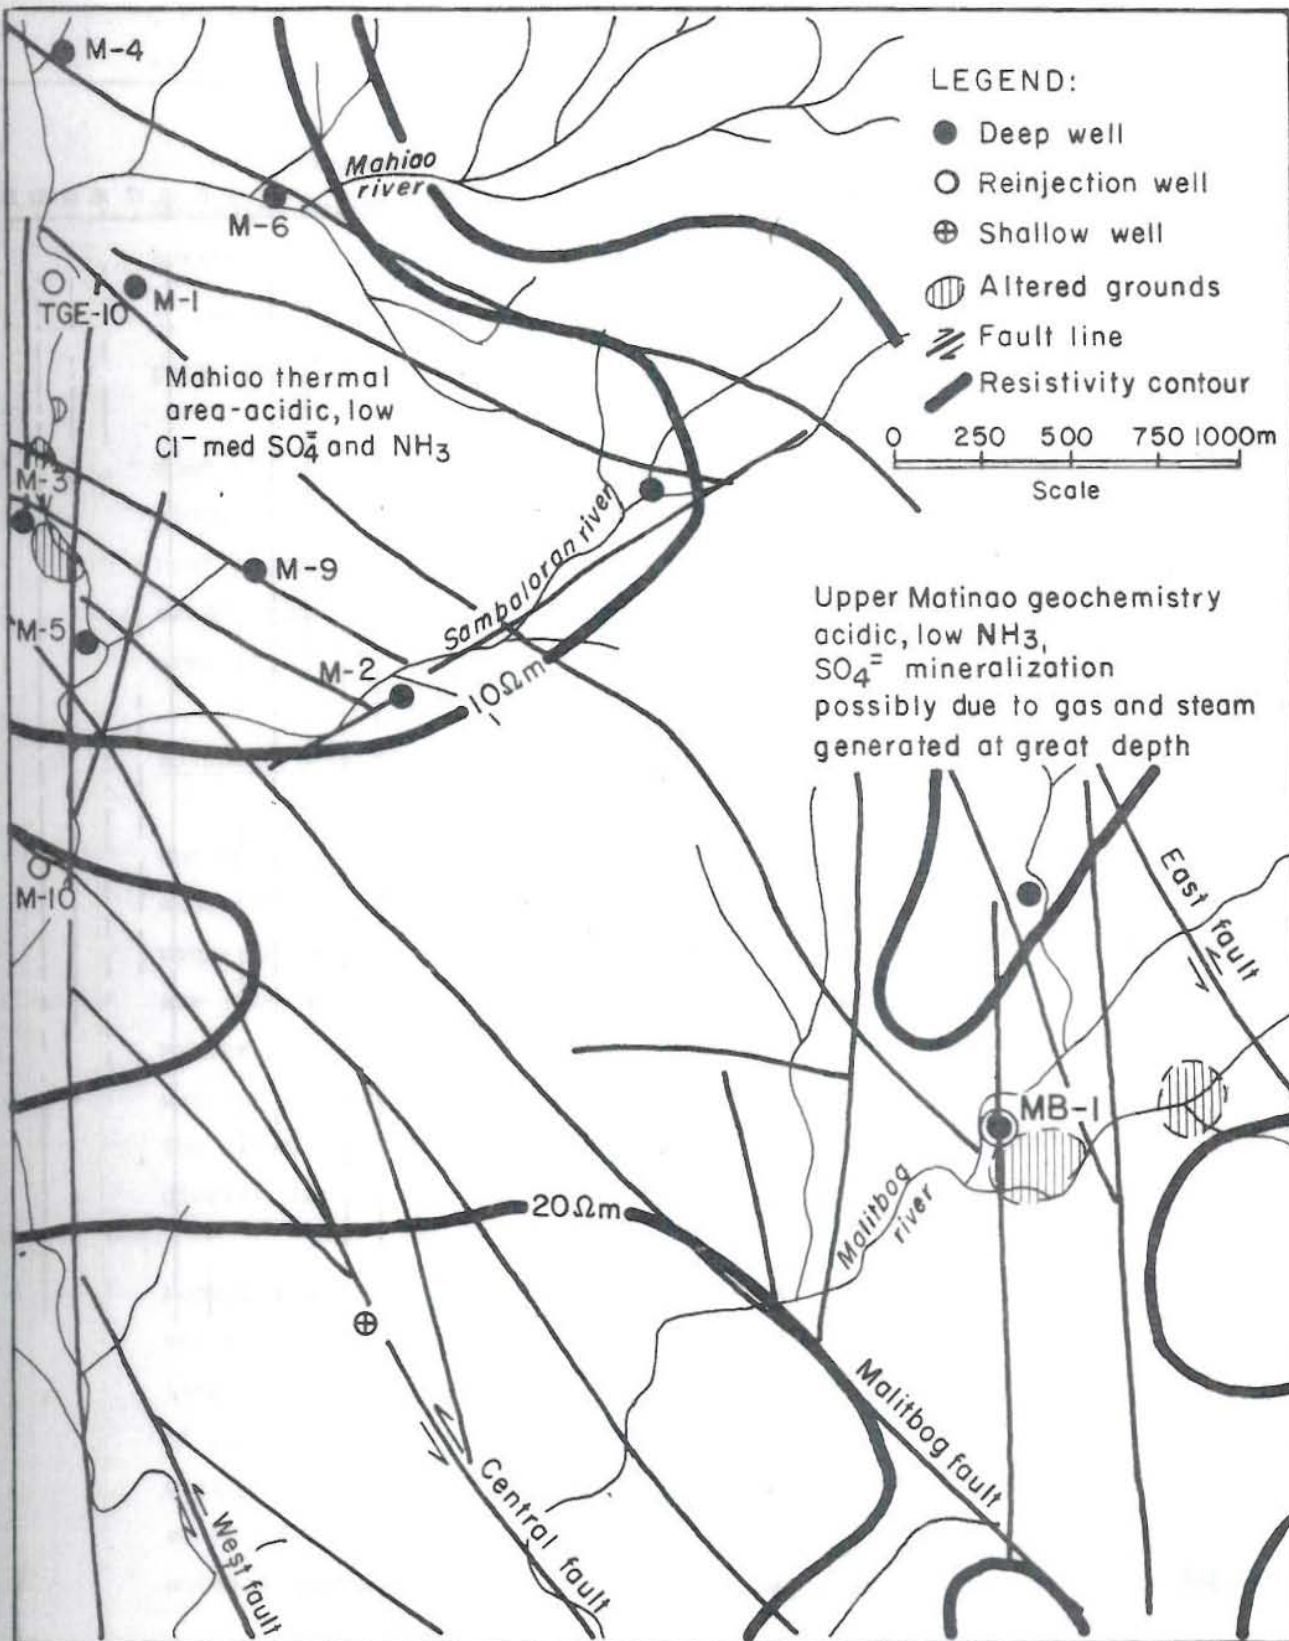 M-4
LEGEND:
Deep well
Reinjection well
Shallow well
Altered grounds
Fault line
Resistivity contour
0 250 500 750 1000m
Scale
Mahiao
river
M-6
TGE-10
M-1
Mahiao thermal
area-acidic, low
Cl⁻ med SO₄⁼ and NH₃
M-3
M-9
M-5
M-2
Sambaloran river
10Ωm
Upper Matinao geochemistry
acidic, low NH₃,
SO₄⁼ mineralization
possibly due to gas and steam
generated at great depth
M-10
East fault
MB-1
Malitbog
river
20Ωm
Malitbog fault
Central fault
West fault